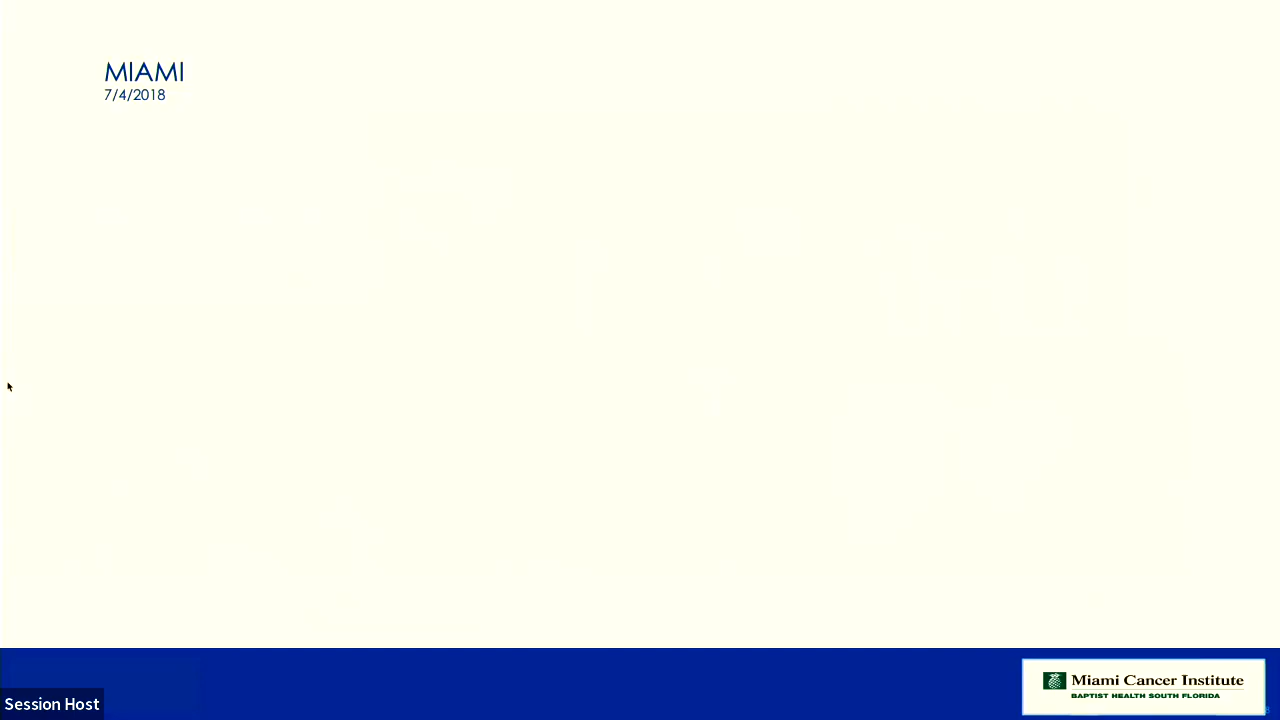 MIAMI
7/4/2018
Session Host
Miami Cancer Institute
BAPTIST HEALTH SOUTH FLORIDA